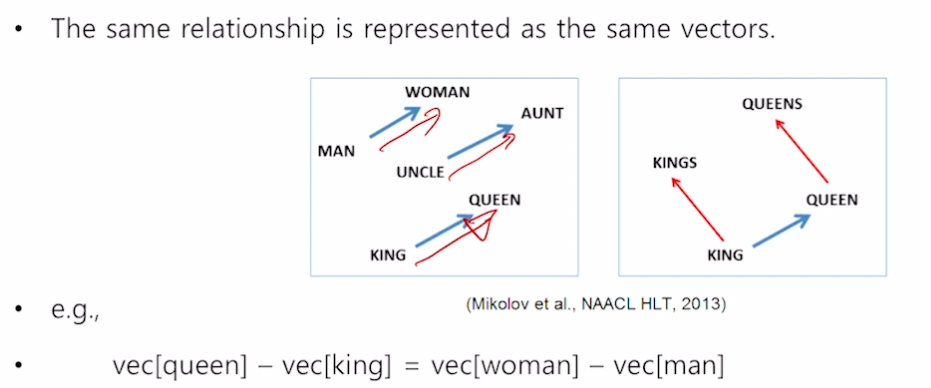 • The same relationship is represented as the same vectors.
WOMAN
AUNT
MAN
UNCLE
QUEEN
KING
QUEENS
KINGS
QUEEN
KING
(Mikolov et al., NAACL HLT, 2013)
• e.g.,
• vec[queen] – vec[king] = vec[woman] – vec[man]